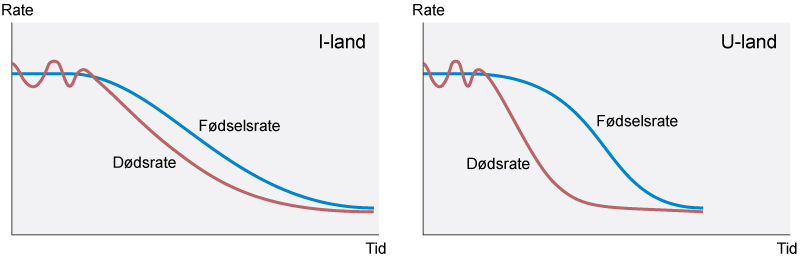 Rate
I-land
Fødselsrate
Dødsrate
Tid
Rate
U-land
Fødselsrate
Dødsrate
Tid